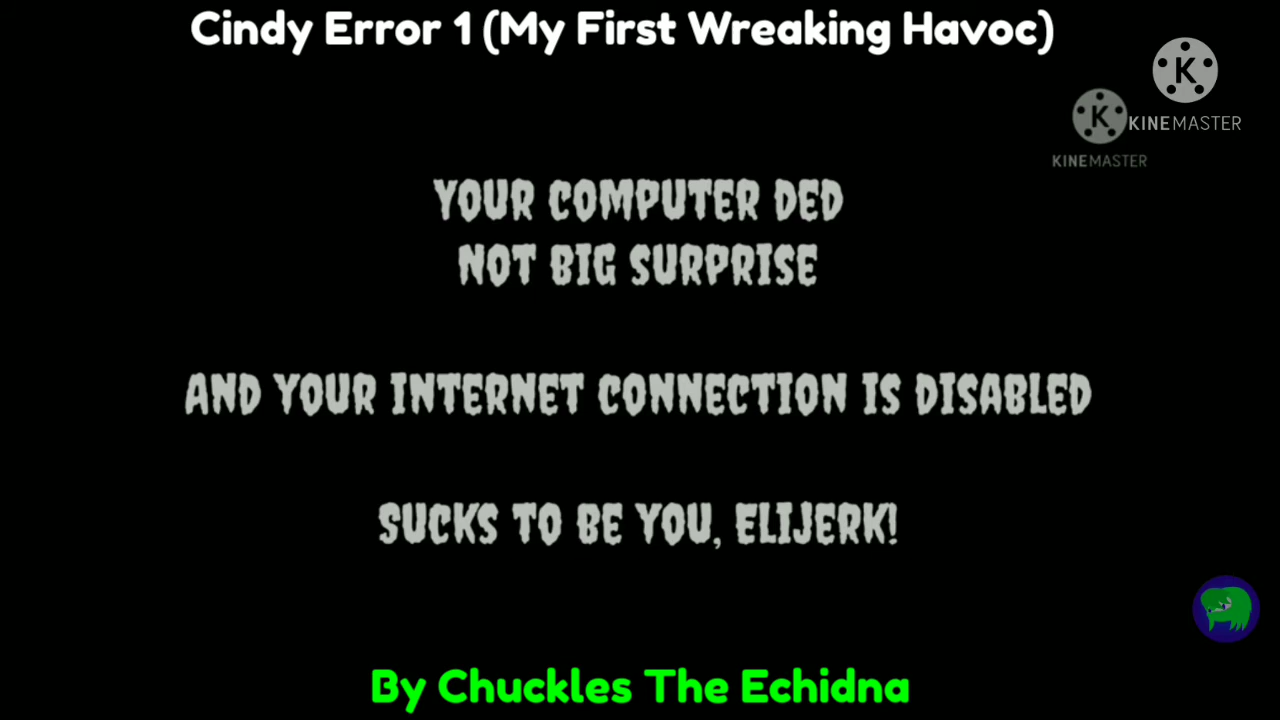 Cindy Error 1 (My First Wreaking Havoc)
K
KINEMASTER
K
KINEMASTER
YOUR COMPUTER DED
NOT BIG SURPRISE
AND YOUR INTERNET CONNECTION IS DISABLED
SUCKS TO BE YOU, ELIJERK!
By Chuckles The Echidna